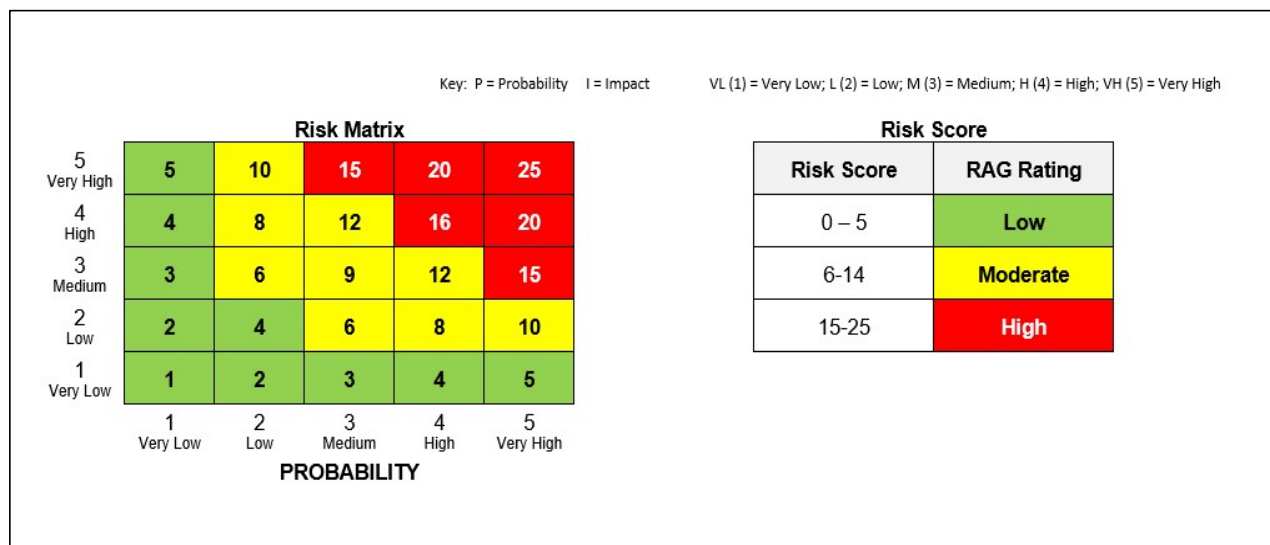 Key: P = Probability I = Impact VL (1) = Very Low; L (2) = Low; M (3) = Medium; H (4) = High; VH (5) = Very High
Risk Matrix
5 Very High 5 10 15 20 25
4 High 4 8 12 16 20
3 Medium 3 6 9 12 15
2 Low 2 4 6 8 10
1 Very Low 1 2 3 4 5
1 2 3 4 5
Very Low Low Medium High Very High
PROBABILITY
Risk Score
Risk Score RAG Rating
0 – 5 Low
6-14 Moderate
15-25 High